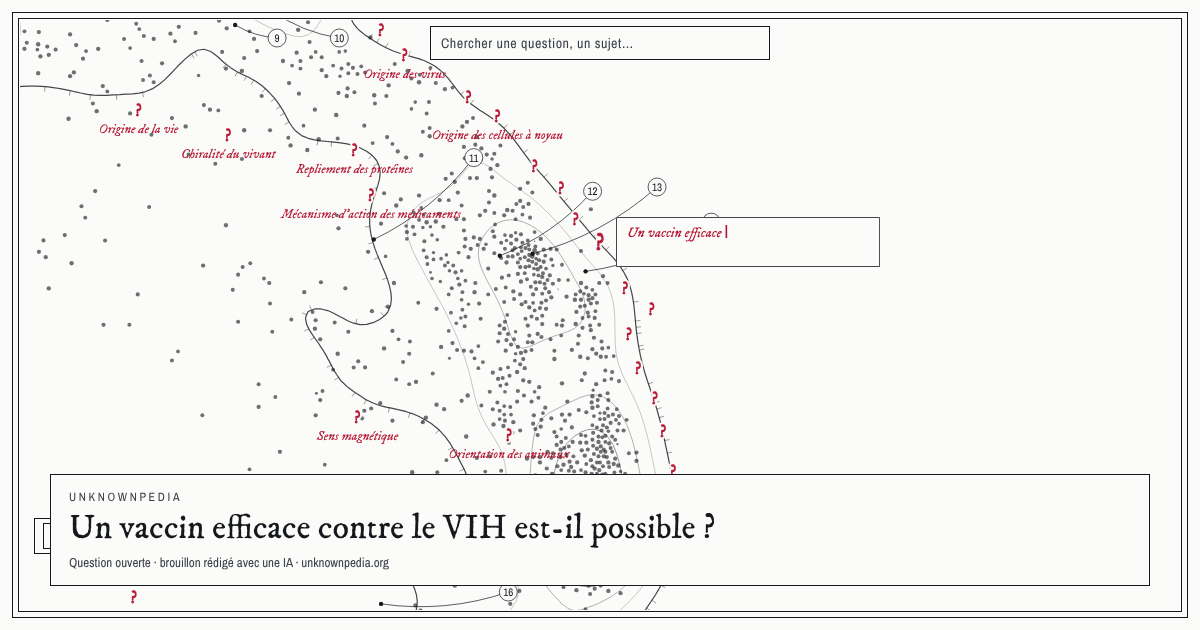 9
10
Chercher une question, un sujet...
Origine des virus
Origine de la vie
Chiralité du vivant
Origine des cellules à noyau
Repliement des protéines
11
12
13
Mécanisme d'action des médicaments
Un vaccin efficace
Sens magnétique
Orientation des animaux
UNKNOWNPEDIA
Un vaccin efficace contre le VIH est-il possible ?
Question ouverte · brouillon rédigé avec une IA · unknownpedia.org
16